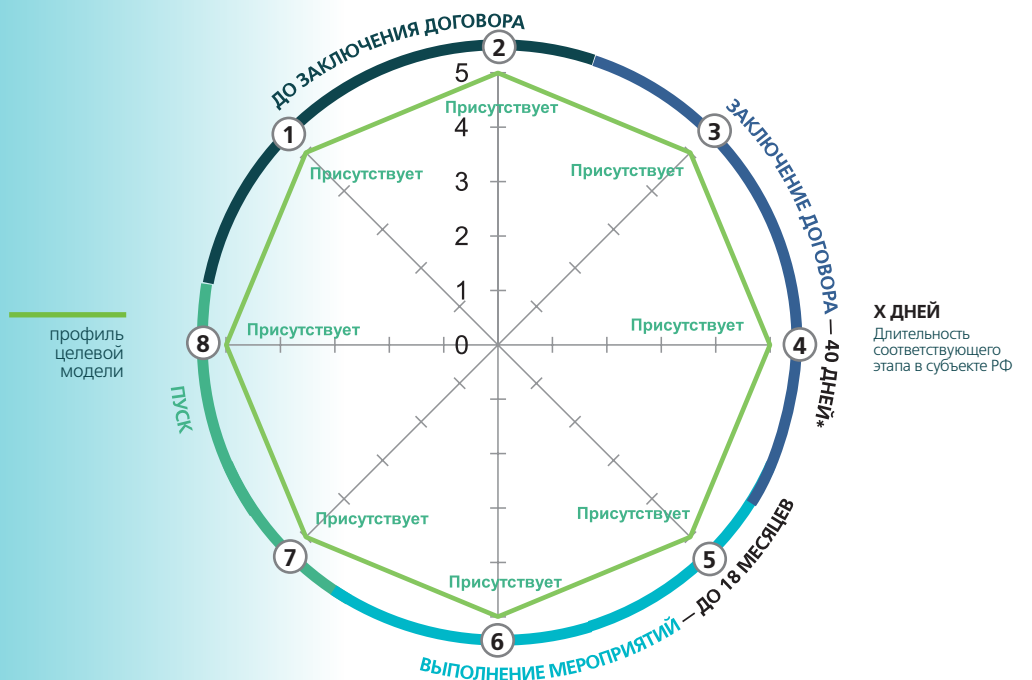 ДО ЗАКЛЮЧЕНИЯ ДОГОВОРА
2
5
Присутствует
4
1
3
ЗАКЛЮЧЕНИЕ ДОГОВОРА — 40 ДНЕЙ*
Присутствует
Присутствует
3
2
1
0
профиль
целевой
модели
8
Присутствует
Присутствует
4
X ДНЕЙ
Длительность
соответствующего
этапа в субъекте РФ
ПУСК
Присутствует
Присутствует
7
5
Присутствует
6
ВЫПОЛНЕНИЕ МЕРОПРИЯТИЙ — ДО 18 МЕСЯЦЕВ